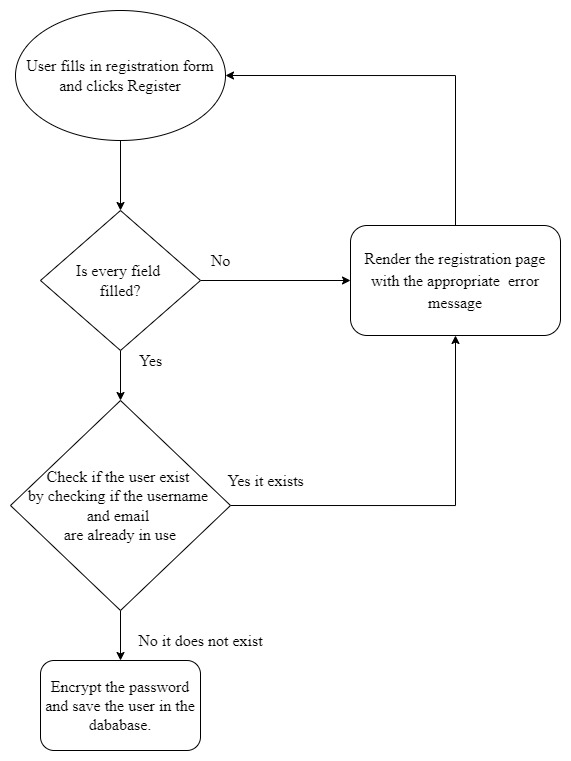 User fills in registration form
and clicks Register
Is every field
filled?
No
Render the registration page
with the appropriate error
message
Yes
Check if the user exist
by checking if the username
and email
are already in use
Yes it exists
No it does not exist
Encrypt the password
and save the user in the
dababase.